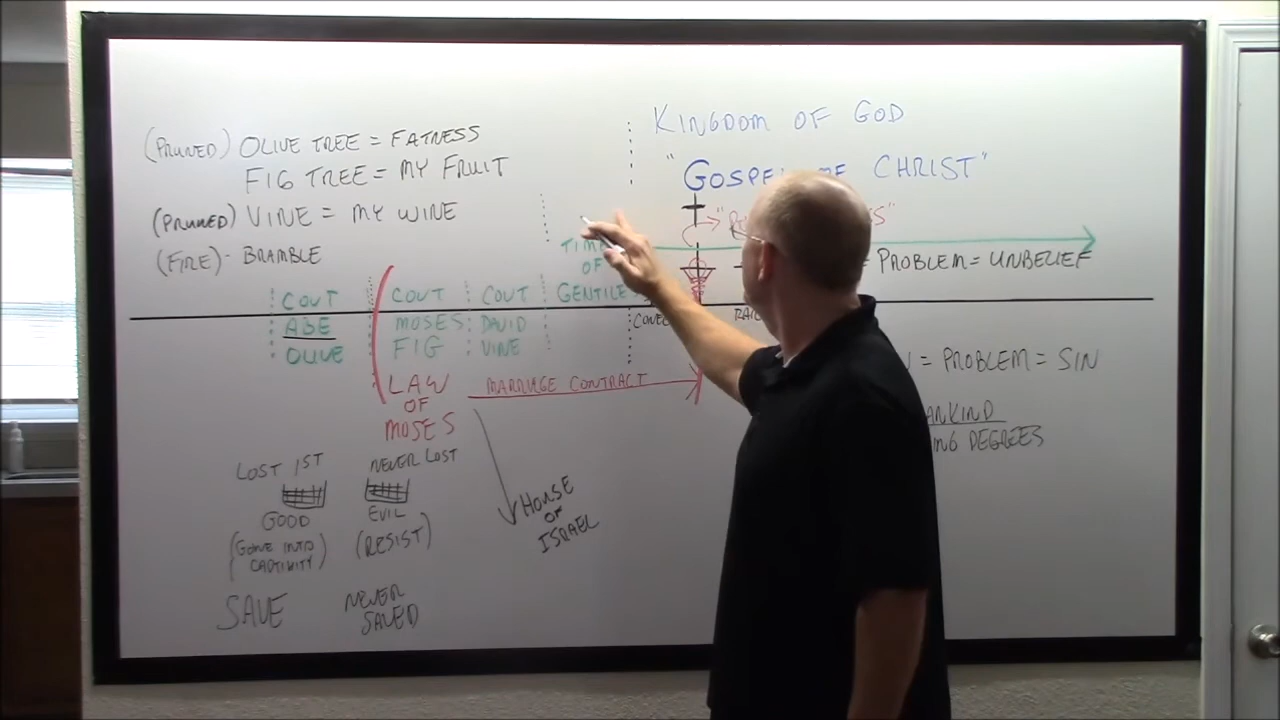 (PRUNED) OLIVE TREE = FATNESS
FIG TREE = MY FRUIT
(PRUNED) VINE = MY WINE
(FIRE) - BRAMBLE
KINGDOM OF GOD
"GOSPEL OF CHRIST"
TIMES
OF
GENTILES
PROBLEM = UNBELIEF
COVT
ABE
OLIVE
COVT
MOSES
FIG
COVT
DAVID
VINE
LAW
OF
MOSES
MARRIAGE CONTRACT
= PROBLEM = SIN
LOST 1ST
GOOD
(GONE INTO
CAPTIVITY)
SAVE
NEVER LOST
EVIL
(RESIST)
NEVER
SAVED
HOUSE
OF
ISRAEL
DEGREES